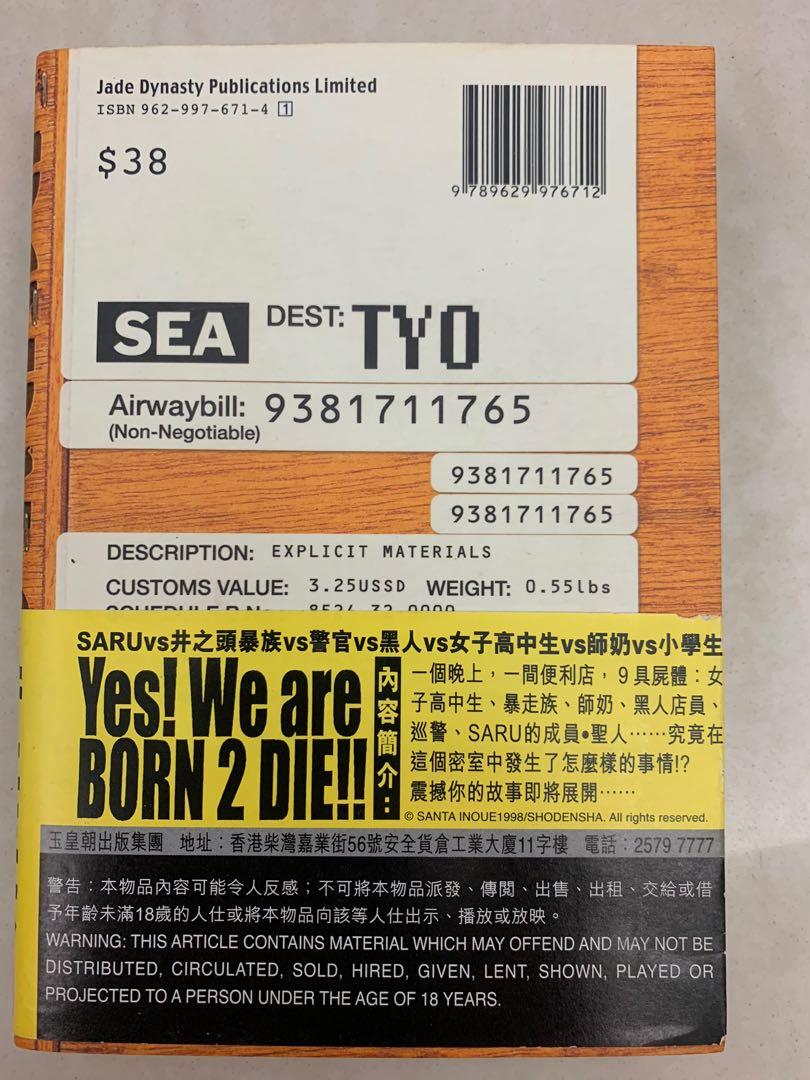 Jade Dynasty Publications Limited
ISBN 962-997-671-4 1
$38
9 789629 976712
SEA DEST: TYO
Airwaybill: 9381711765
(Non-Negotiable)
9381711765
9381711765
DESCRIPTION: EXPLICIT MATERIALS
CUSTOMS VALUE: 3.25USSD WEIGHT: 0.55lbs
SARUvs井之頭暴族vs警官vs黑人vs女子高中生vs師奶vs小學生
Yes! We are
BORN 2 DIE!!
內容簡介
一個晚上，一間便利店，9具屍體：女
子高中生、暴走族、師奶、黑人店員、
巡警、SARU的成員•聖人……究竟在
這個密室中發生了怎麼樣的事情!?
震撼你的故事即將展開……
© SANTA INOUE1998/SHODENSHA. All rights reserved.
玉皇朝出版集團 地址：香港柴灣嘉業街56號安全貨倉工業大廈11字樓 電話：2579 7777
警告：本物品內容可能令人反感；不可將本物品派發、傳閱、出售、出租、交給或借
予年齡未滿18歲的人仕或將本物品向該等人仕出示、播放或放映。
WARNING: THIS ARTICLE CONTAINS MATERIAL WHICH MAY OFFEND AND MAY NOT BE
DISTRIBUTED, CIRCULATED, SOLD, HIRED, GIVEN, LENT, SHOWN, PLAYED OR
PROJECTED TO A PERSON UNDER THE AGE OF 18 YEARS.